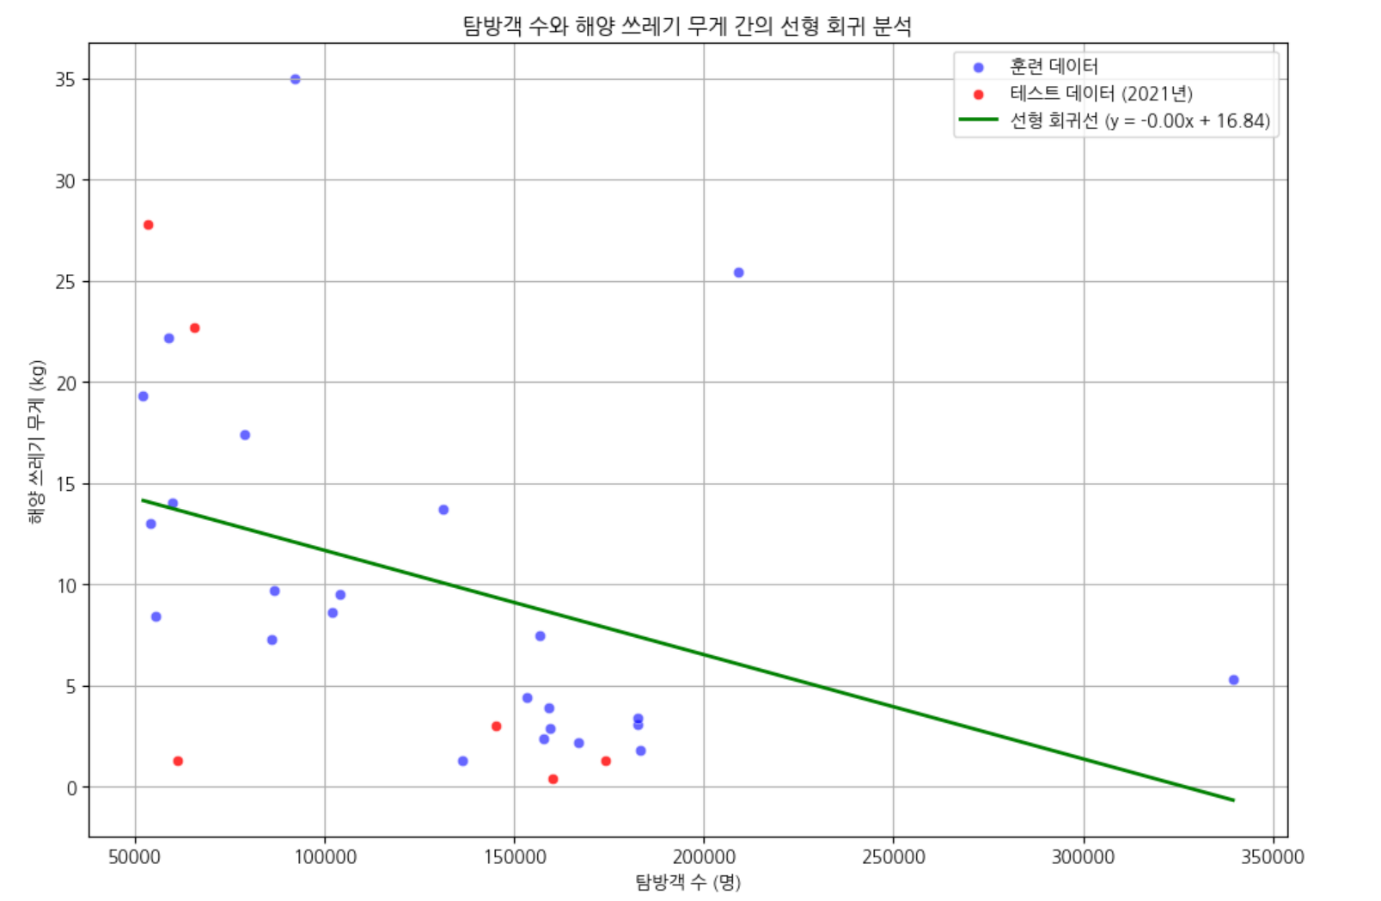 탐방객 수와 해양 쓰레기 무게 간의 선형 회귀 분석
훈련 데이터
테스트 데이터 (2021년)
선형 회귀선 (y = -0.00x + 16.84)
해양 쓰레기 무게 (kg)
35
30
25
20
15
10
5
0
50000
100000
150000
200000
250000
300000
350000
탐방객 수 (명)